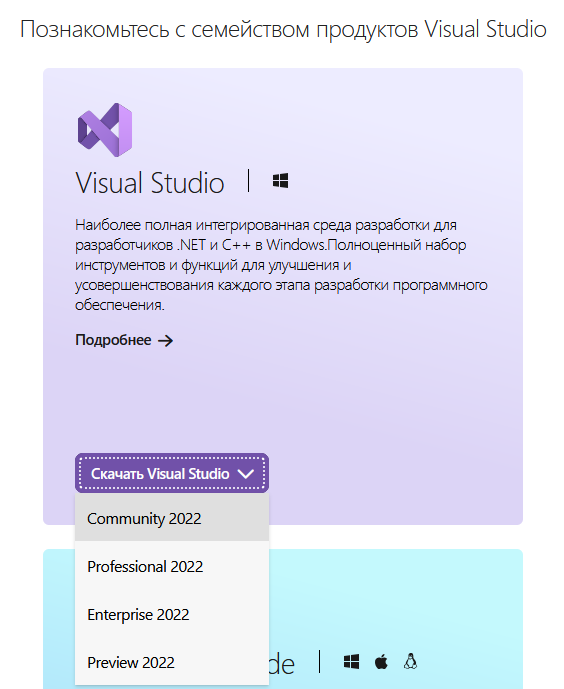 Познакомьтесь с семейством продуктов Visual Studio
Visual Studio
Наиболее полная интегрированная среда разработки для
разработчиков .NET и C++ в Windows.Полноценный набор
инструментов и функций для улучшения и
усовершенствования каждого этапа разработки программного
обеспечения.
Подробнее
Скачать Visual Studio
Community 2022
Professional 2022
Enterprise 2022
Preview 2022